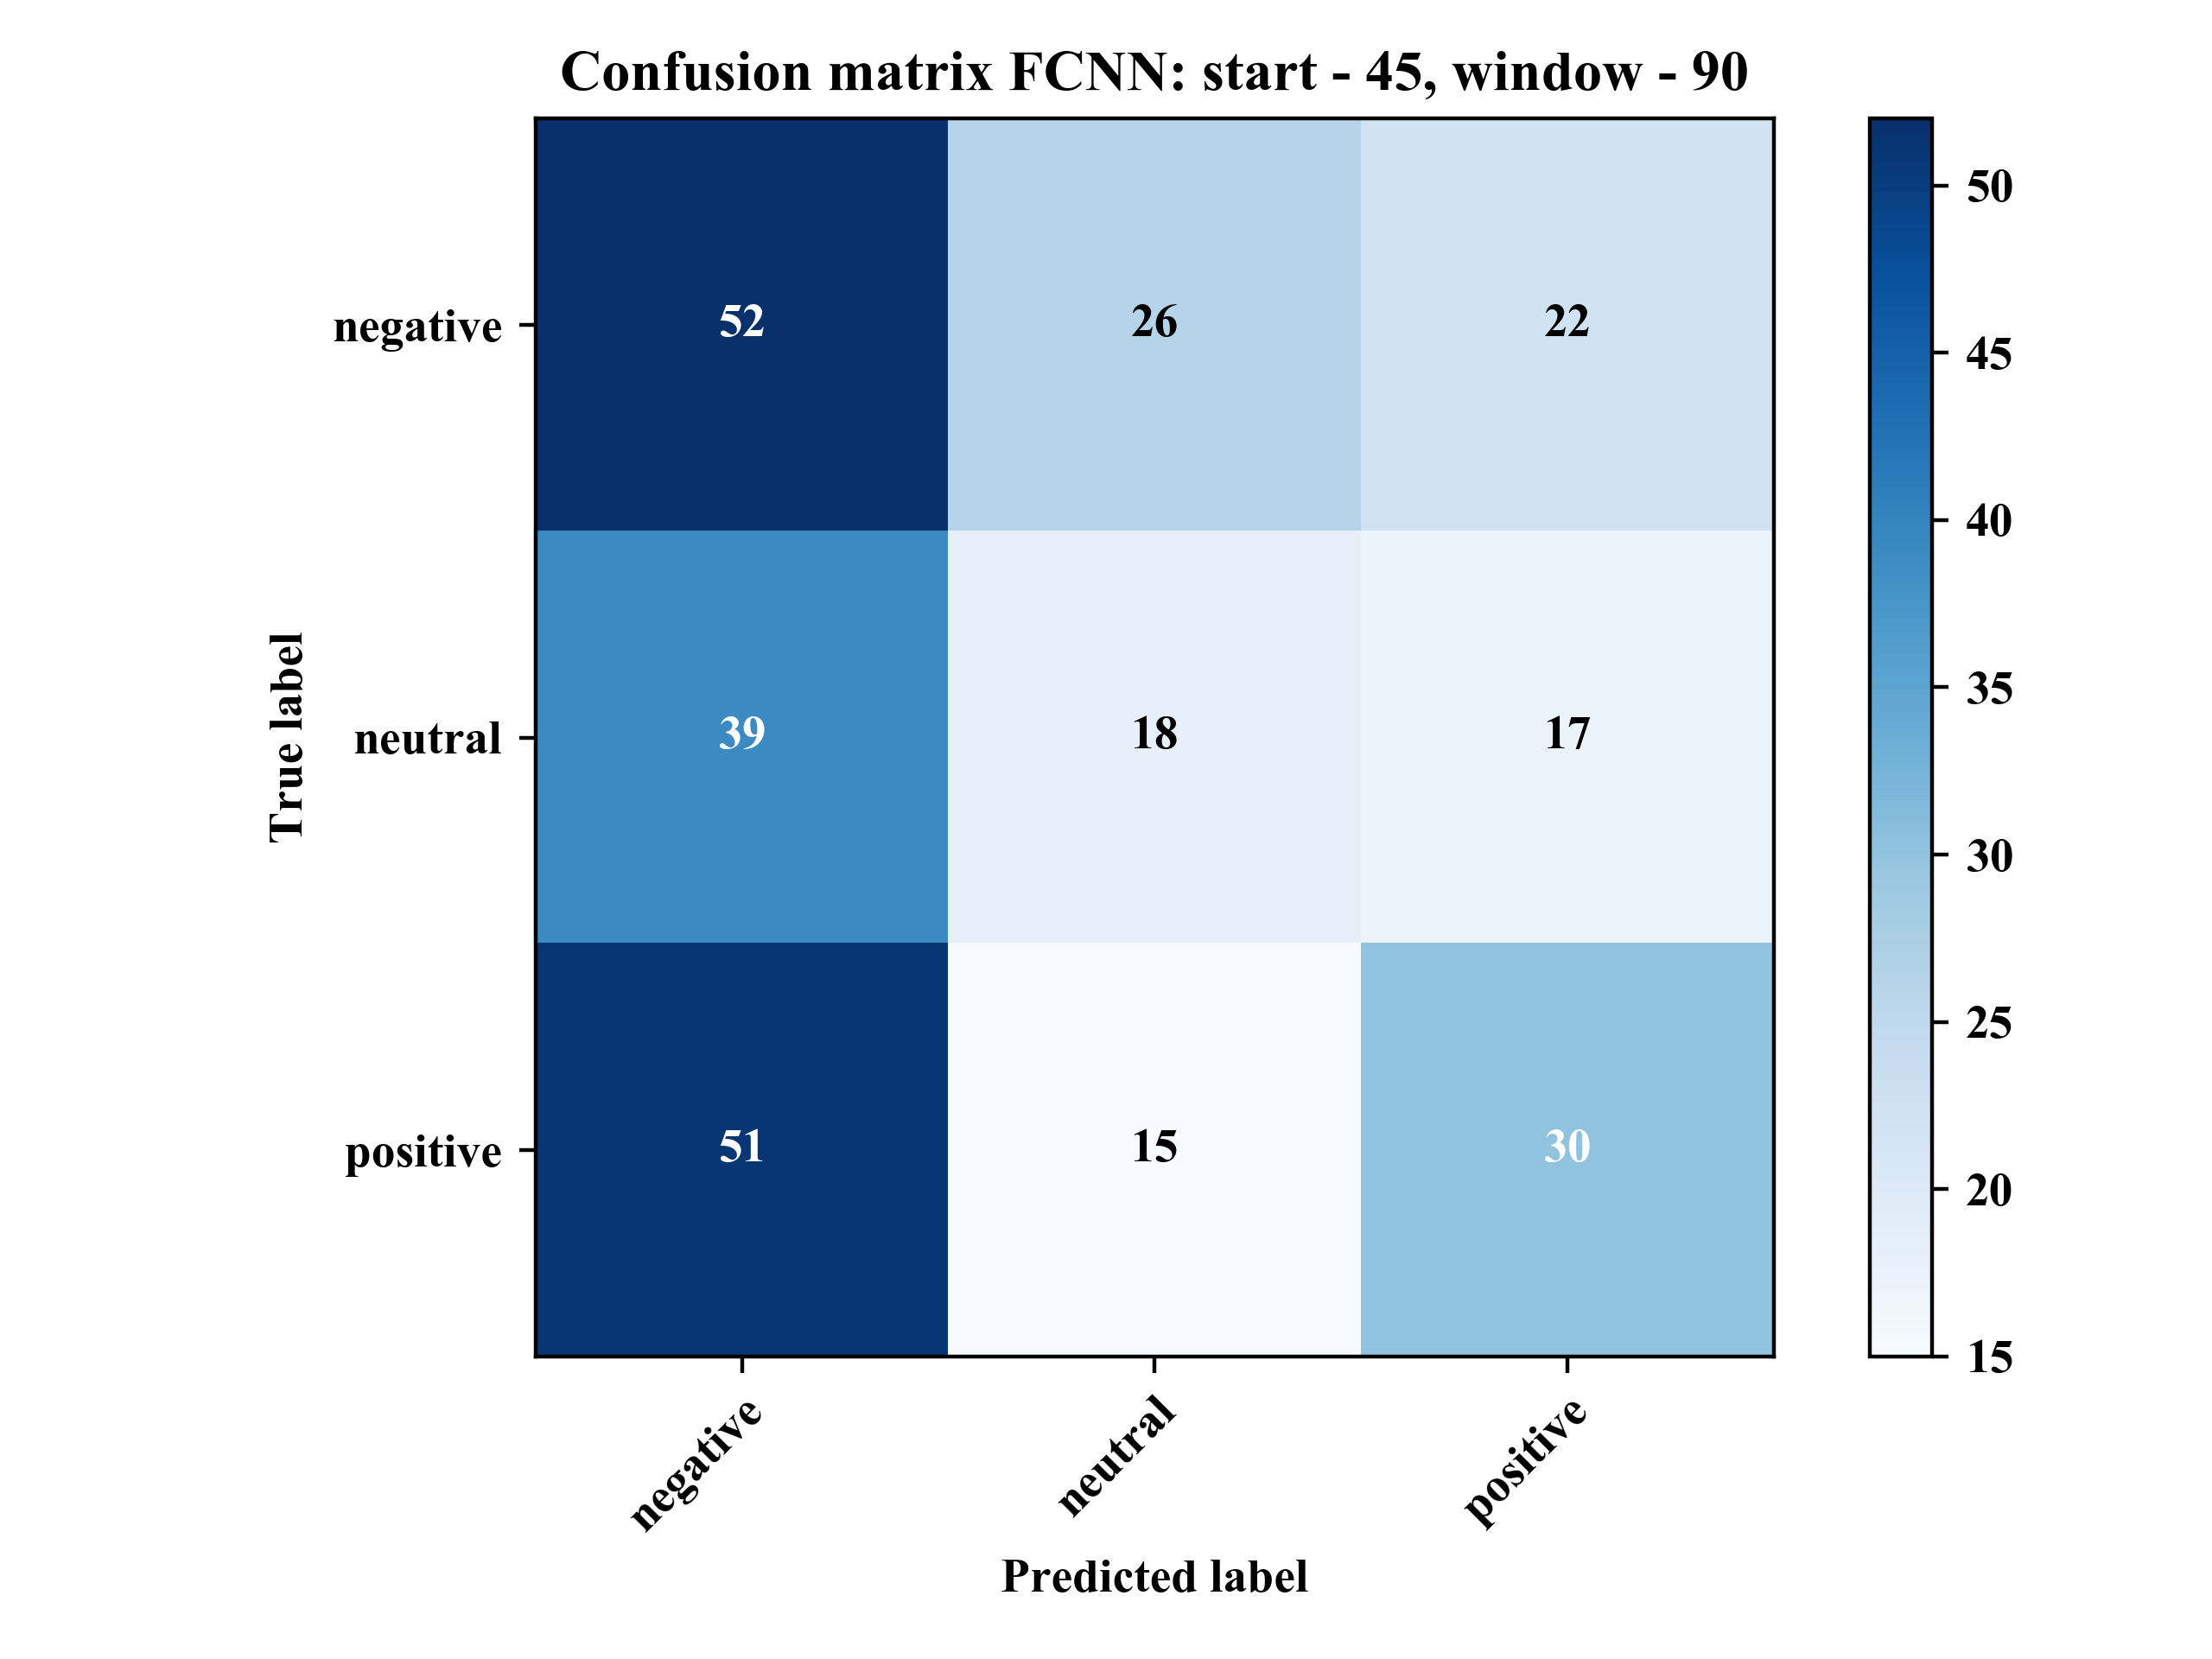 Confusion matrix FCNN: start - 45, window - 90
True label
negative
52 26 22
neutral
39 18 17
positive
51 15 30
negative
neutral
positive
Predicted label
50
45
40
35
30
25
20
15